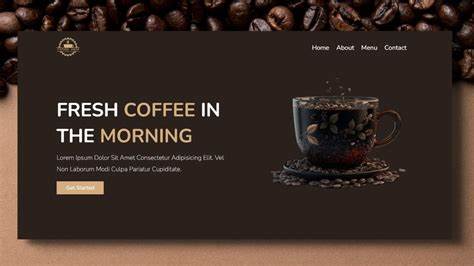 Home About Menu Contact
FRESH COFFEE IN
THE MORNING
Lorem Ipsum Dolor Sit Amet Consectetur Adipisicing Elit. Vel
Non Laborum Modi Culpa Pariatur Cupiditate.
Get Started